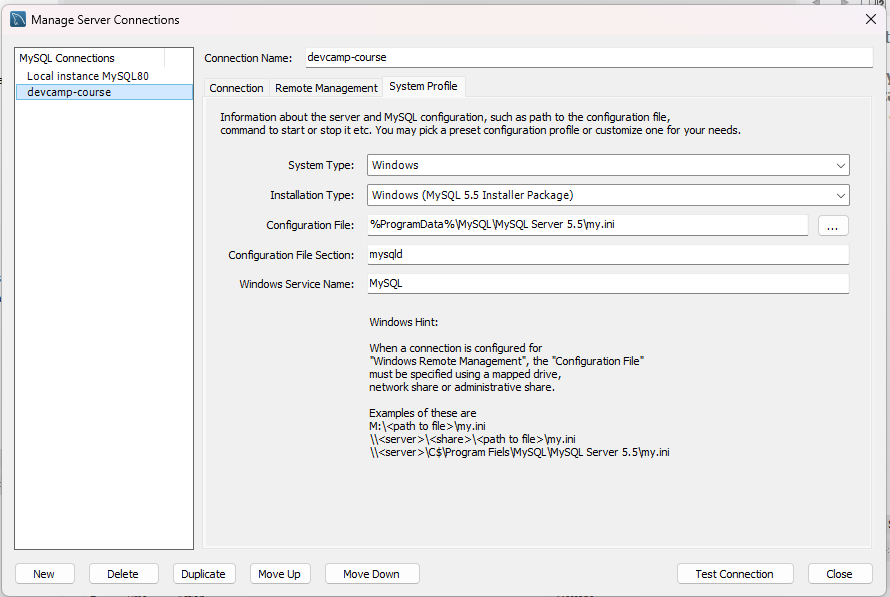 Manage Server Connections
MySQL Connections
Local instance MySQL80
devcamp-course
Connection Name: devcamp-course
Connection Remote Management System Profile
Information about the server and MySQL configuration, such as path to the configuration file,
command to start or stop it etc. You may pick a preset configuration profile or customize one for your needs.
System Type: Windows
Installation Type: Windows (MySQL 5.5 Installer Package)
Configuration File: %ProgramData%\MySQL\MySQL Server 5.5\my.ini ...
Configuration File Section: mysqld
Windows Service Name: MySQL
Windows Hint:
When a connection is configured for
"Windows Remote Management", the "Configuration File"
must be specified using a mapped drive,
network share or administrative share.
Examples of these are
M:\<path to file>\my.ini
\\<server>\<share>\<path to file>\my.ini
\\<server>\C$\Program Fiels\MySQL\MySQL Server 5.5\my.ini
New Delete Duplicate Move Up Move Down Test Connection Close